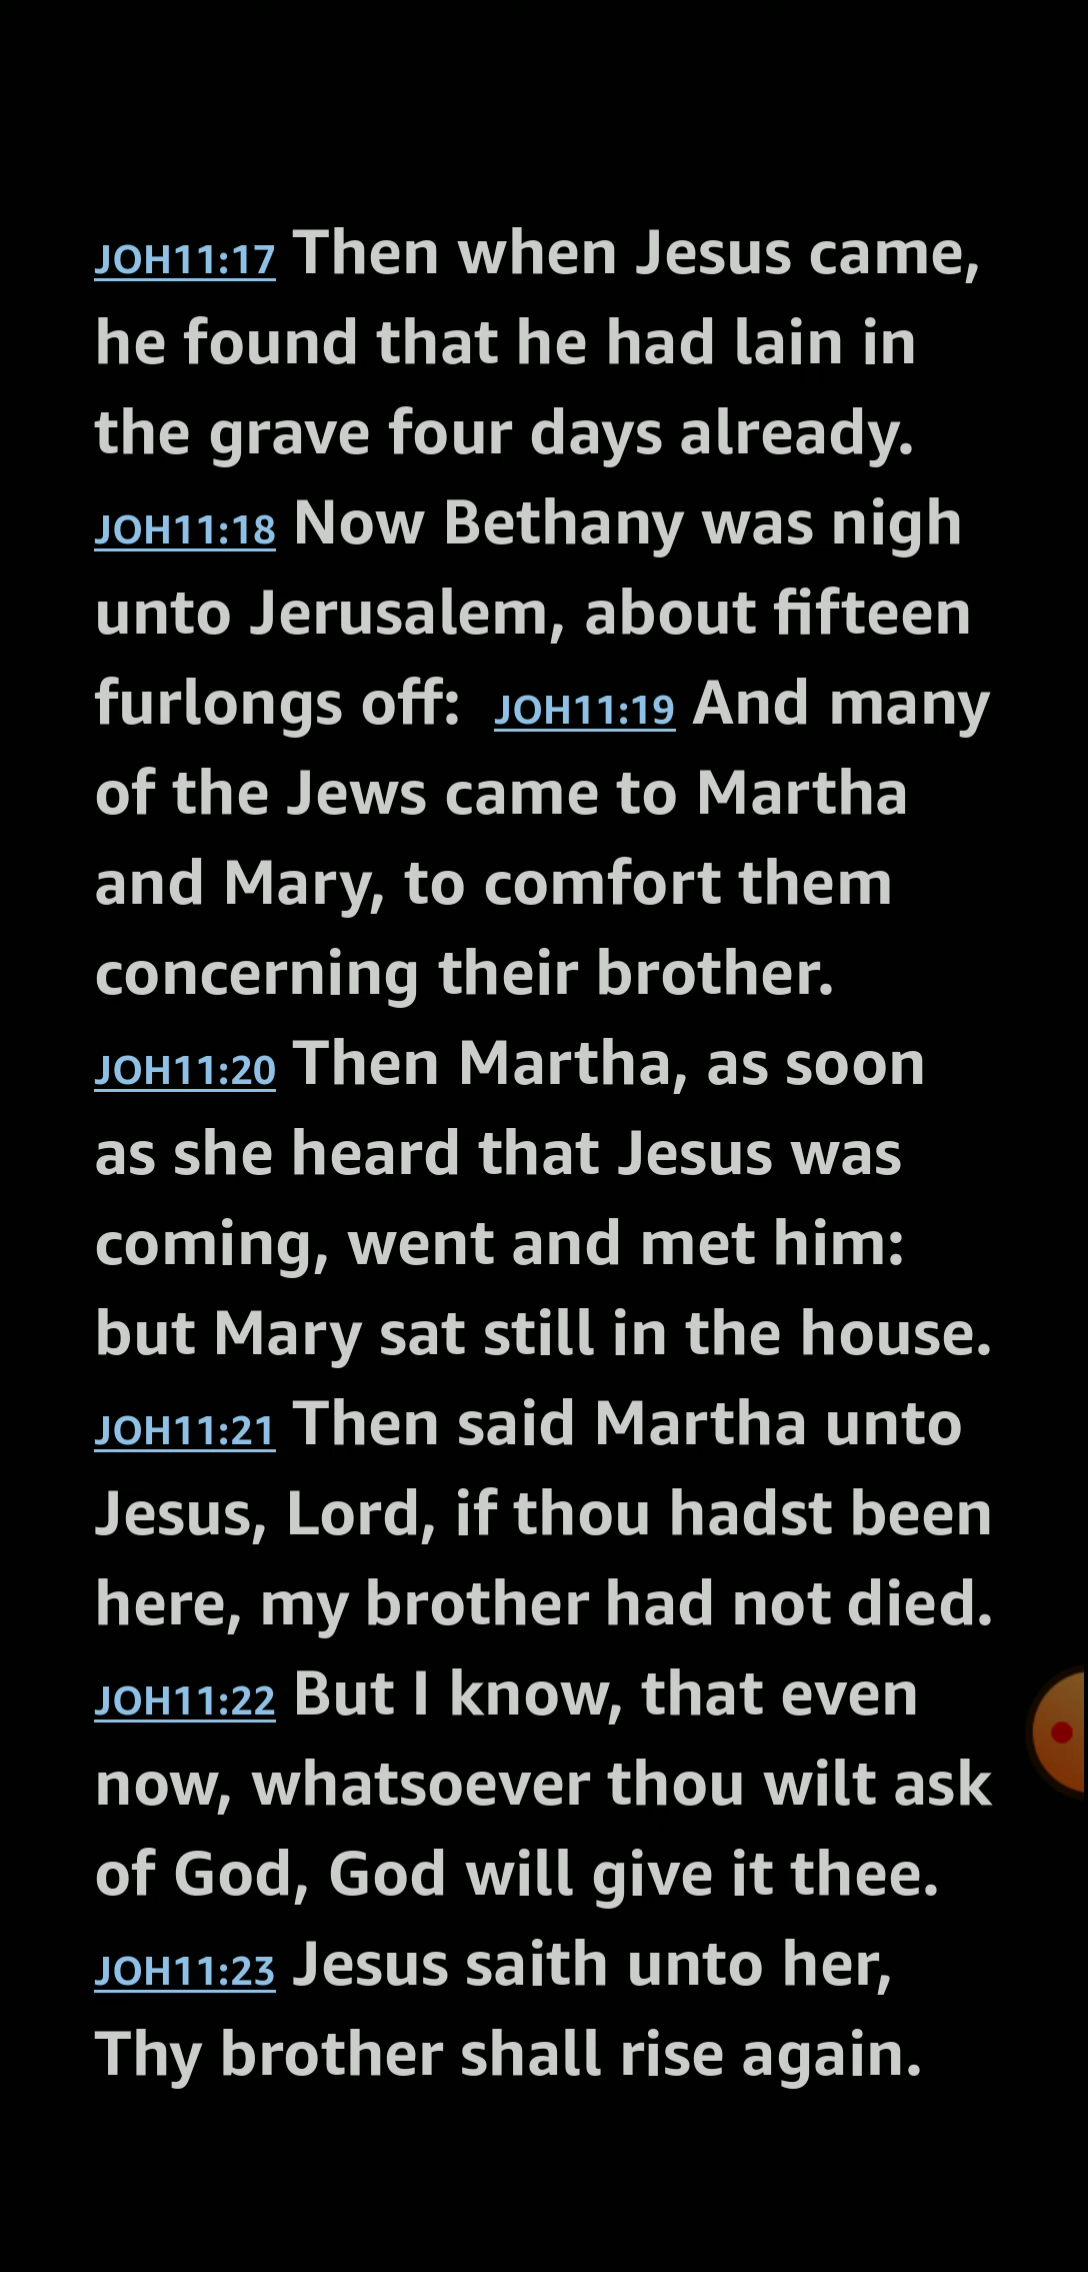 JOH11:17 Then when Jesus came,
he found that he had lain in
the grave four days already.
JOH11:18 Now Bethany was nigh
unto Jerusalem, about fifteen
furlongs off: JOH11:19 And many
of the Jews came to Martha
and Mary, to comfort them
concerning their brother.
JOH11:20 Then Martha, as soon
as she heard that Jesus was
coming, went and met him:
but Mary sat still in the house.
JOH11:21 Then said Martha unto
Jesus, Lord, if thou hadst been
here, my brother had not died.
JOH11:22 But I know, that even
now, whatsoever thou wilt ask
of God, God will give it thee.
JOH11:23 Jesus saith unto her,
Thy brother shall rise again.